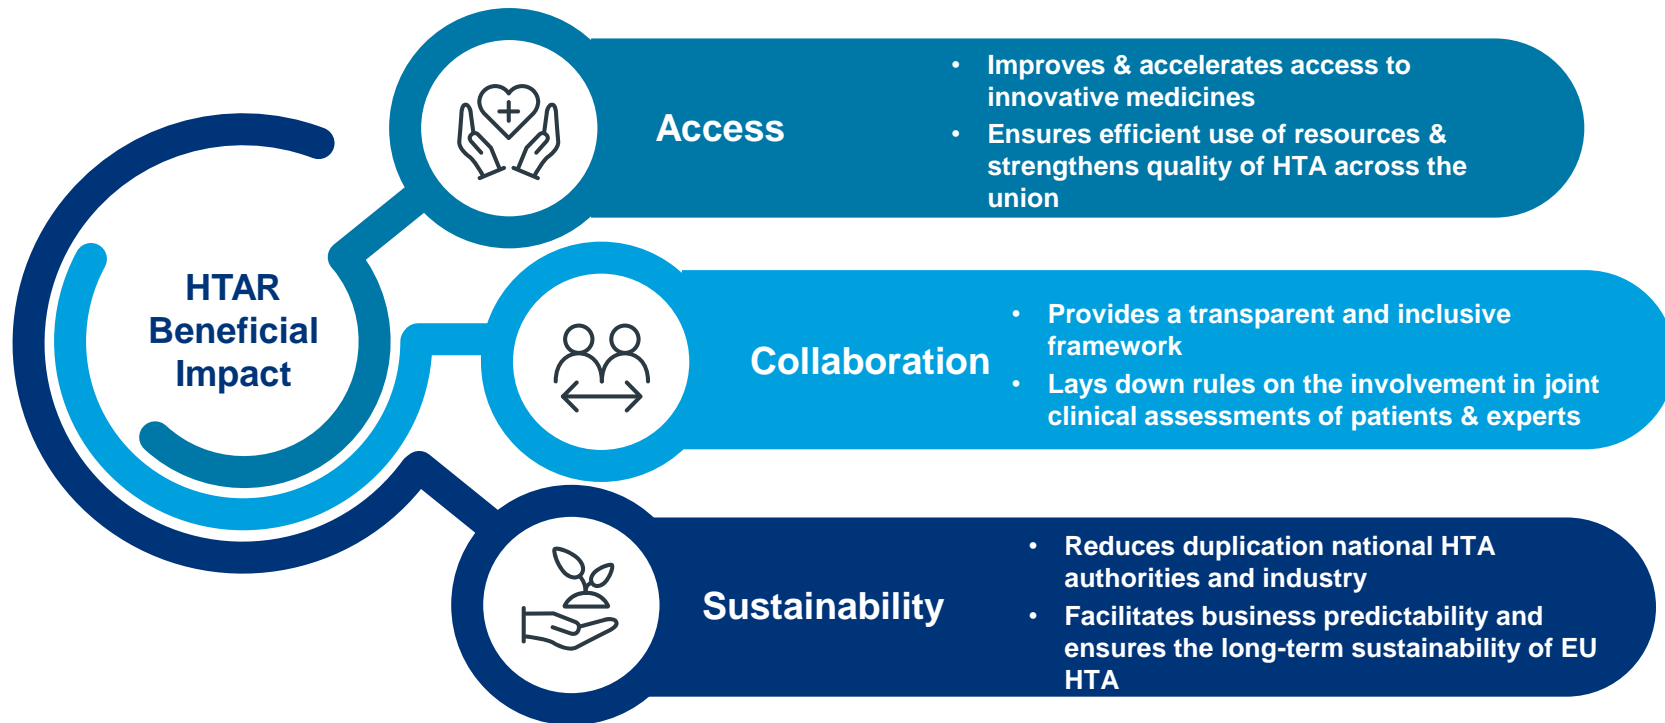 HTAR
Beneficial
Impact
Access
• Improves & accelerates access to
innovative medicines
• Ensures efficient use of resources &
strengthens quality of HTA across the
union
Collaboration
• Provides a transparent and inclusive
framework
• Lays down rules on the involvement in joint
clinical assessments of patients & experts
Sustainability
• Reduces duplication national HTA
authorities and industry
• Facilitates business predictability and
ensures the long-term sustainability of EU
HTA